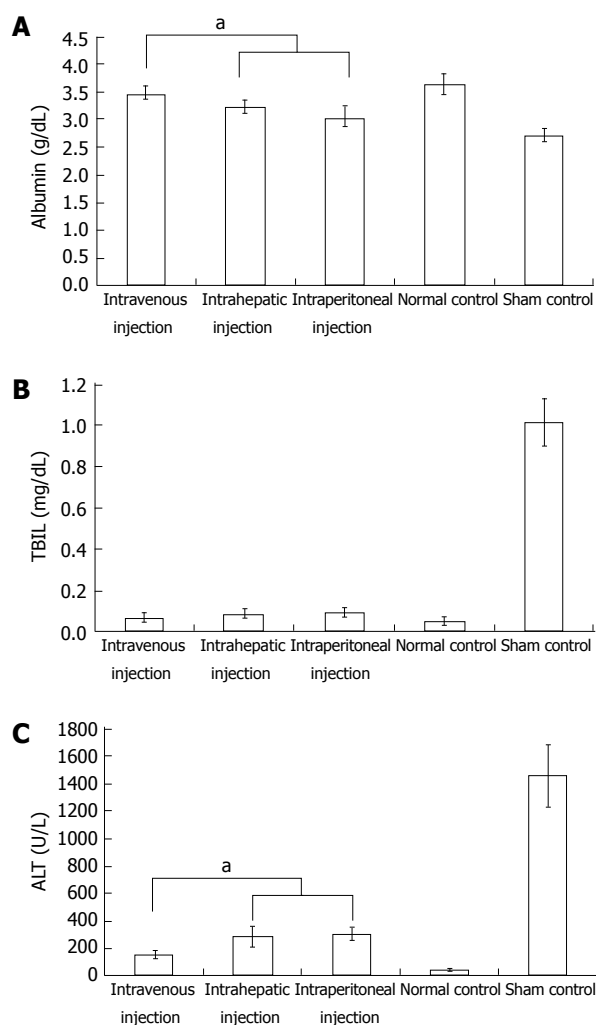 A
a
4.5
4.0
3.5
3.0
2.5
2.0
1.5
1.0
0.5
0.0
Albumin (g/dL)
Intravenous Intrahepatic Intraperitoneal Normal control Sham control
injection injection injection
B
1.2
1.0
0.8
0.6
0.4
0.2
0.0
TBIL (mg/dL)
Intravenous Intrahepatic Intraperitoneal Normal control Sham control
injection injection injection
C
1800
1600
1400
1200
1000
800
600
400
200
0
ALT (U/L)
a
Intravenous Intrahepatic Intraperitoneal Normal control Sham control
injection injection injection